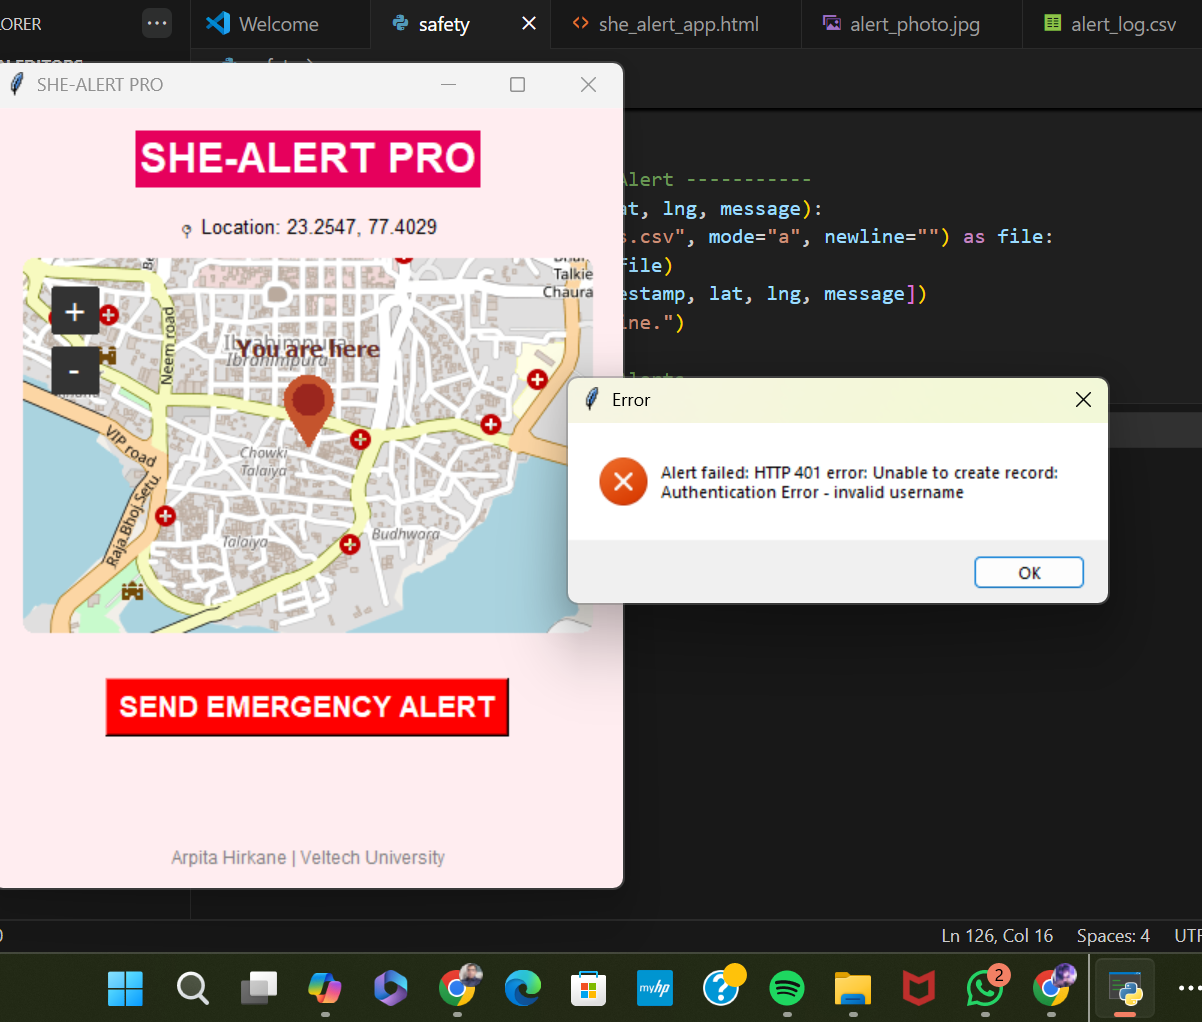 ORER
Welcome
safety
she_alert_app.html
alert_photo.jpg
alert_log.csv
SHE-ALERT PRO
SHE-ALERT PRO
Location: 23.2547, 77.4029
Alert -----------
lng, message):
.csv", mode="a", newline="") as file:
file)
estamp, lat, lng, message])
ine.")
Talkie
Chaura
+
-
Neem road
Ibrahimpura
Ibrahimpura
You are here
VIP road
Chowki
Talaiya
Raja Bhoj Setu
Talaiya
Budhwara
Error
Alert failed: HTTP 401 error: Unable to create record:
Authentication Error - invalid username
OK
SEND EMERGENCY ALERT
Arpita Hirkane | Veltech University
Ln 126, Col 16
Spaces: 4
UTF
myhp
2